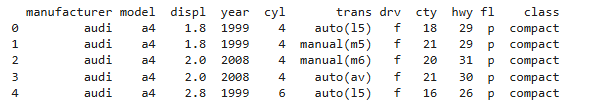 manufacturer model displ year cyl trans drv cty hwy fl class
0 audi a4 1.8 1999 4 auto(l5) f 18 29 p compact
1 audi a4 1.8 1999 4 manual(m5) f 21 29 p compact
2 audi a4 2.0 2008 4 manual(m6) f 20 31 p compact
3 audi a4 2.0 2008 4 auto(av) f 21 30 p compact
4 audi a4 2.8 1999 6 auto(l5) f 16 26 p compact